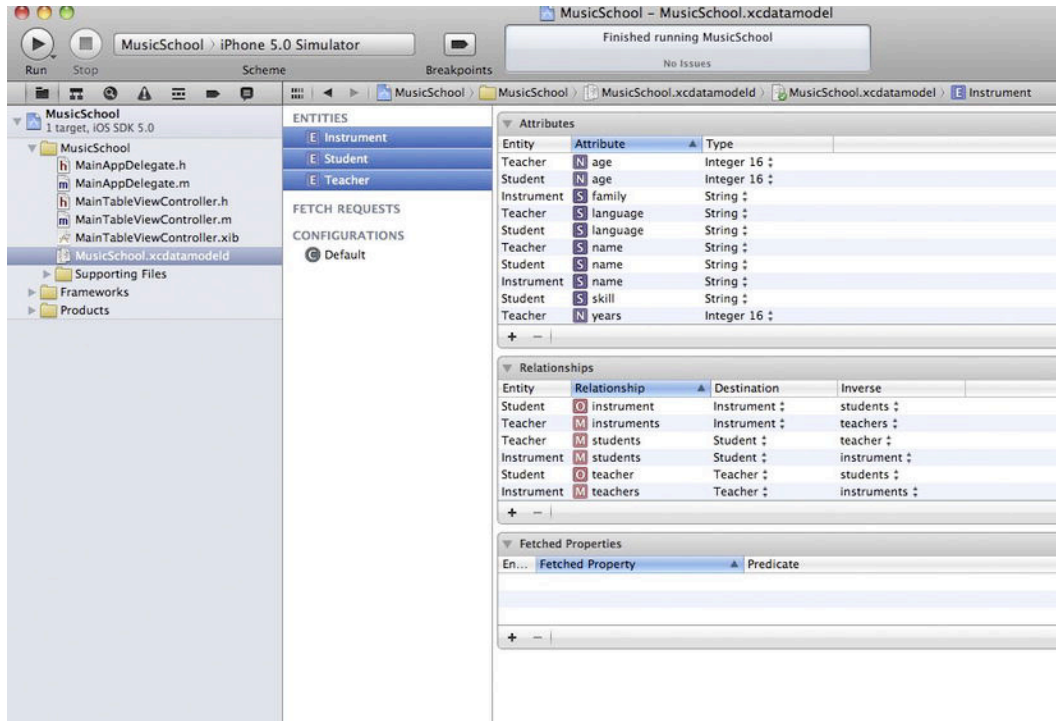 MusicSchool – MusicSchool.xcdatamodel
MusicSchool 〉 iPhone 5.0 Simulator
Finished running MusicSchool
No Issues
Run Stop Scheme Breakpoints
MusicSchool 〉 MusicSchool 〉 MusicSchool.xcdatamodeld 〉 MusicSchool.xcdatamodel 〉 E Instrument
MusicSchool
1 target, iOS SDK 5.0
MusicSchool
h MainAppDelegate.h
m MainAppDelegate.m
h MainTableViewController.h
m MainTableViewController.m
MainTableViewController.xib
MusicSchool.xcdatamodeld
Supporting Files
Frameworks
Products
ENTITIES
E Instrument
E Student
E Teacher
FETCH REQUESTS
CONFIGURATIONS
C Default
Attributes
Entity Attribute Type
Teacher N age Integer 16
Student N age Integer 16
Instrument S family String
Teacher S language String
Student S language String
Teacher S name String
Student S name String
Instrument S name String
Student S skill String
Teacher N years Integer 16
+ −
Relationships
Entity Relationship Destination Inverse
Student O instrument Instrument students
Teacher M instruments Instrument teachers
Teacher M students Student teacher
Instrument M students Student instrument
Student O teacher Teacher students
Instrument M teachers Teacher instruments
+ −
Fetched Properties
En... Fetched Property Predicate
+ −